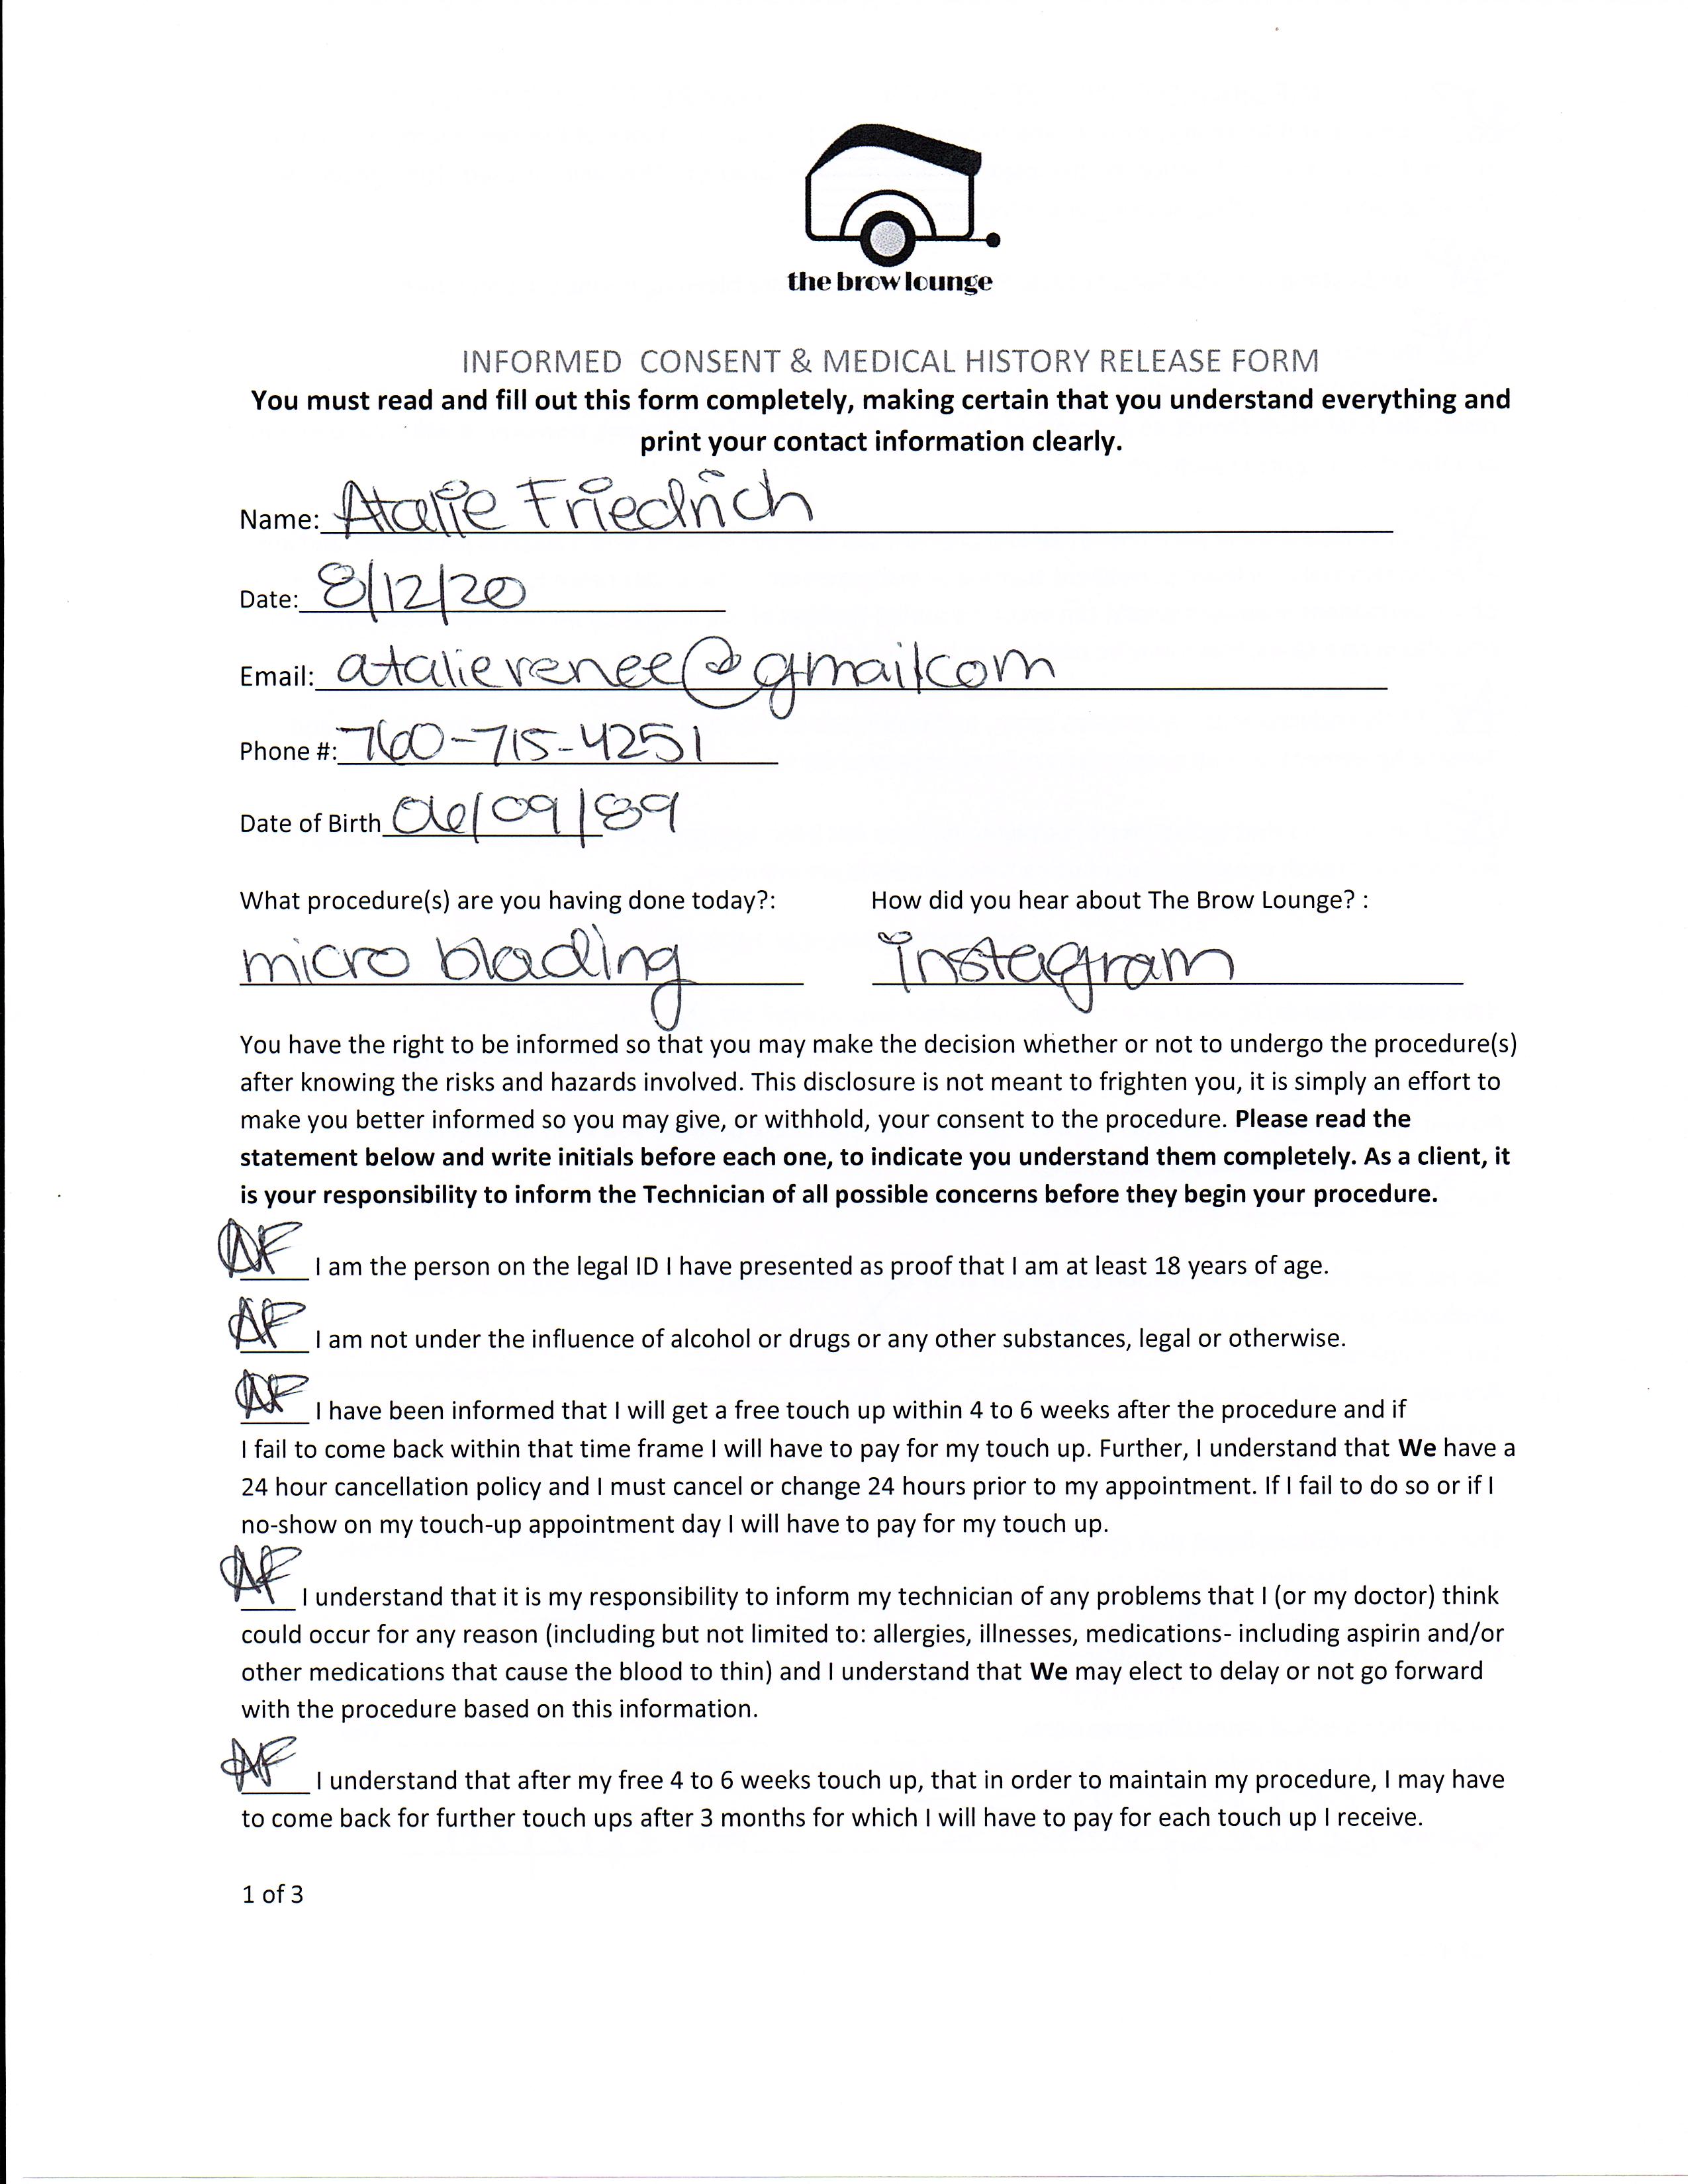 the brow lounge
INFORMED CONSENT & MEDICAL HISTORY RELEASE FORM
You must read and fill out this form completely, making certain that you understand everything and
print your contact information clearly.
Name: Atalie Friedrich
Date: 8/12/20
Email: atalierenee@gmail.com
Phone #: 760-715-4251
Date of Birth 06/09/89
What procedure(s) are you having done today?: How did you hear about The Brow Lounge? :
micro blading instagram
You have the right to be informed so that you may make the decision whether or not to undergo the procedure(s)
after knowing the risks and hazards involved. This disclosure is not meant to frighten you, it is simply an effort to
make you better informed so you may give, or withhold, your consent to the procedure. Please read the
statement below and write initials before each one, to indicate you understand them completely. As a client, it
is your responsibility to inform the Technician of all possible concerns before they begin your procedure.
AF I am the person on the legal ID I have presented as proof that I am at least 18 years of age.
AF I am not under the influence of alcohol or drugs or any other substances, legal or otherwise.
AF I have been informed that I will get a free touch up within 4 to 6 weeks after the procedure and if
I fail to come back within that time frame I will have to pay for my touch up. Further, I understand that We have a
24 hour cancellation policy and I must cancel or change 24 hours prior to my appointment. If I fail to do so or if I
no-show on my touch-up appointment day I will have to pay for my touch up.
AF I understand that it is my responsibility to inform my technician of any problems that I (or my doctor) think
could occur for any reason (including but not limited to: allergies, illnesses, medications- including aspirin and/or
other medications that cause the blood to thin) and I understand that We may elect to delay or not go forward
with the procedure based on this information.
AF I understand that after my free 4 to 6 weeks touch up, that in order to maintain my procedure, I may have
to come back for further touch ups after 3 months for which I will have to pay for each touch up I receive.
1 of 3